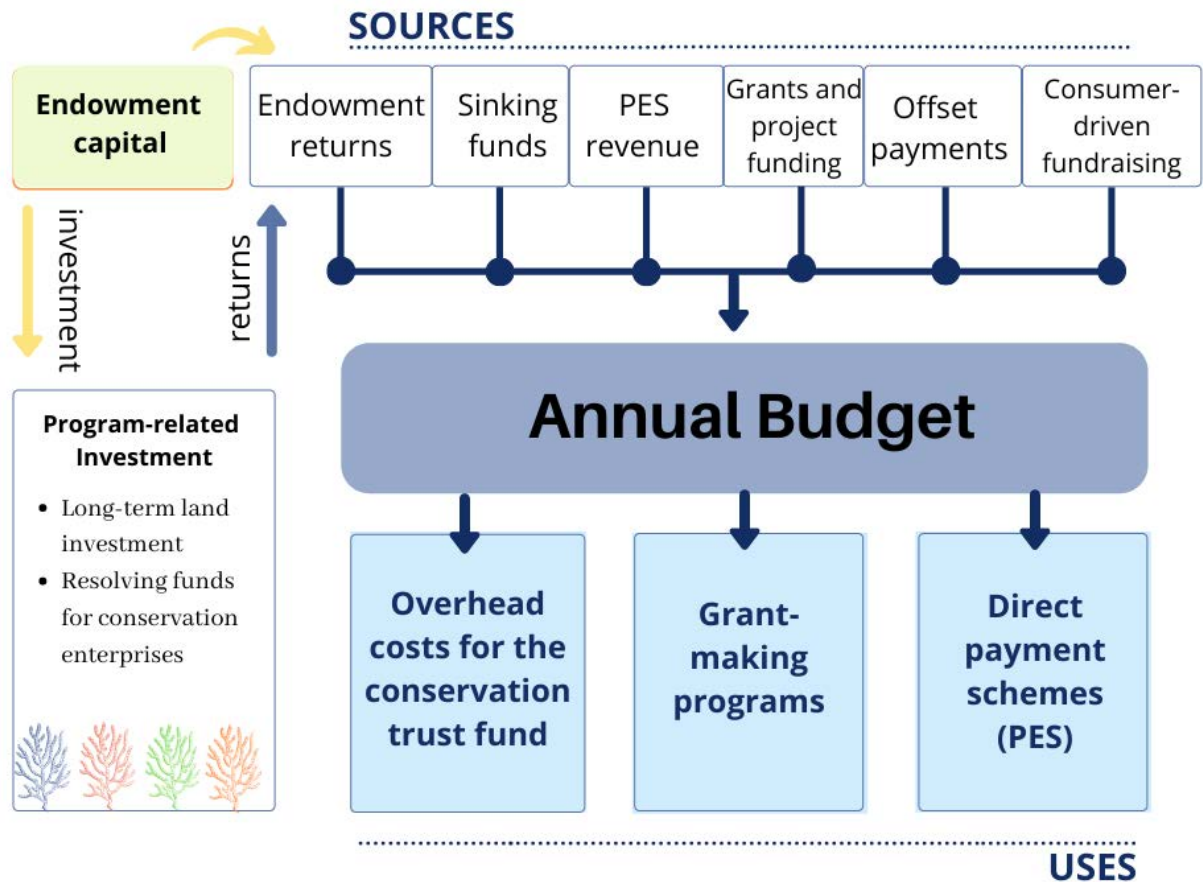 SOURCES
Endowment
capital
Endowment
returns
Sinking
funds
PES
revenue
Grants and
project
funding
Offset
payments
Consumer-
driven
fundraising
investment
returns
Program-related
Investment
• Long-term land
investment
• Resolving funds
for conservation
enterprises
Annual Budget
Overhead
costs for the
conservation
trust fund
Grant-
making
programs
Direct
payment
schemes
(PES)
USES